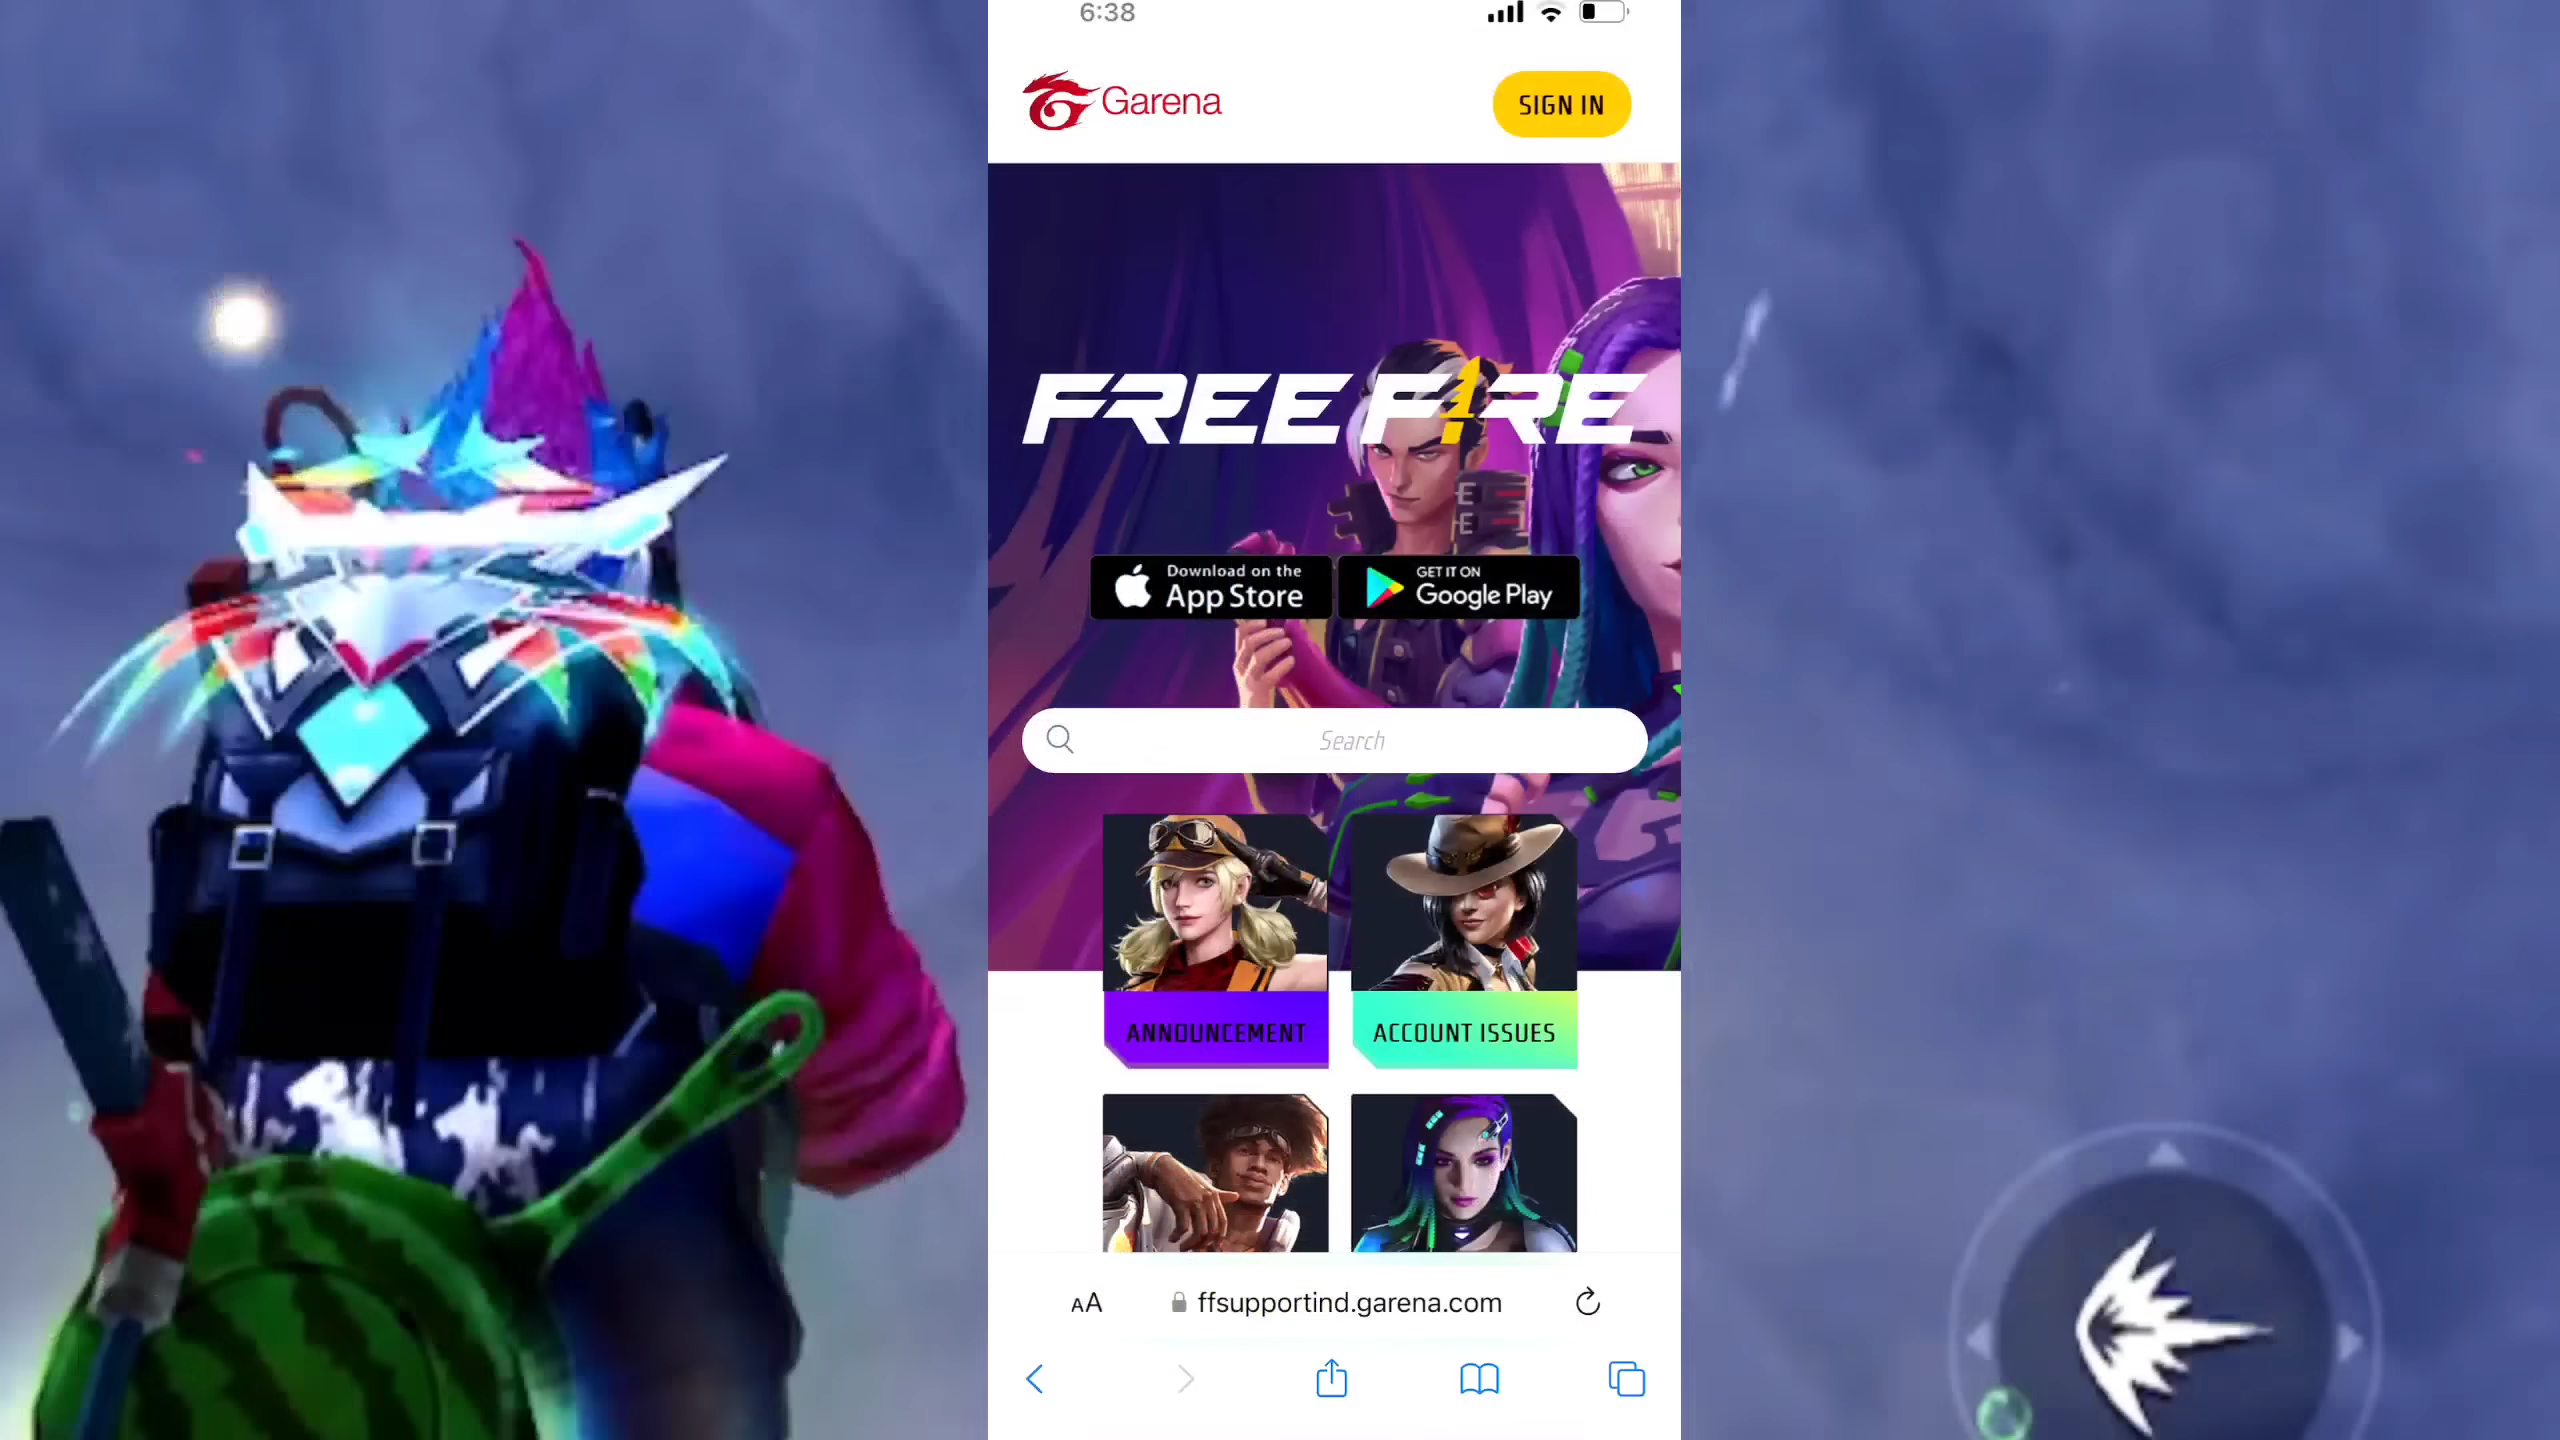 6:38
Garena
SIGN IN
FREE FIRE
Download on the
App Store
GET IT ON
Google Play
Search
ANNOUNCEMENT
ACCOUNT ISSUES
AA
ffsupportind.garena.com